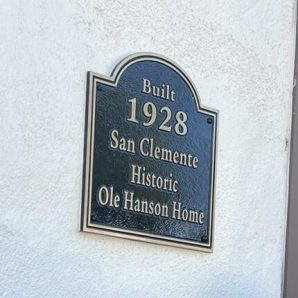 Built
1928
San Clemente
Historic
Ole Hanson Home